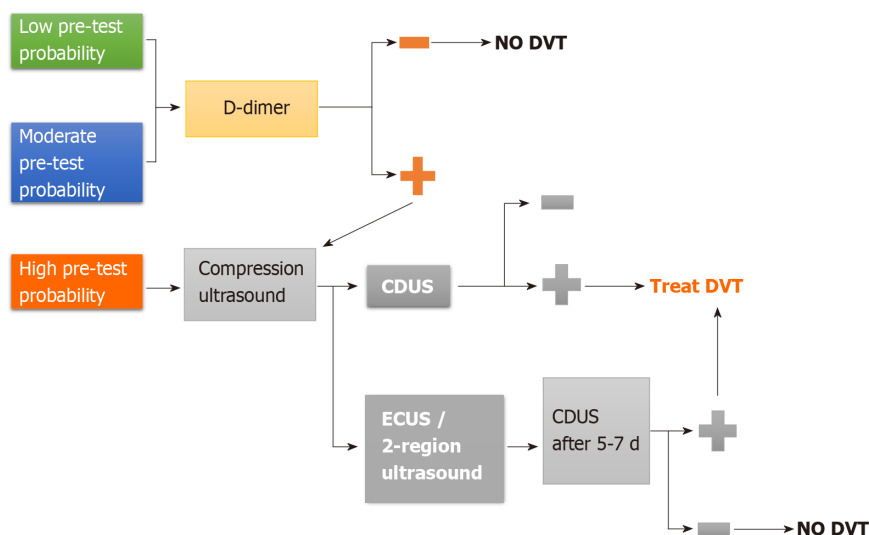 Low pre-test
probability
NO DVT
D-dimer
Moderate
pre-test
probability
High pre-test
probability
Compression
ultrasound
CDUS
Treat DVT
ECUS /
2-region
ultrasound
CDUS
after 5-7 d
NO DVT